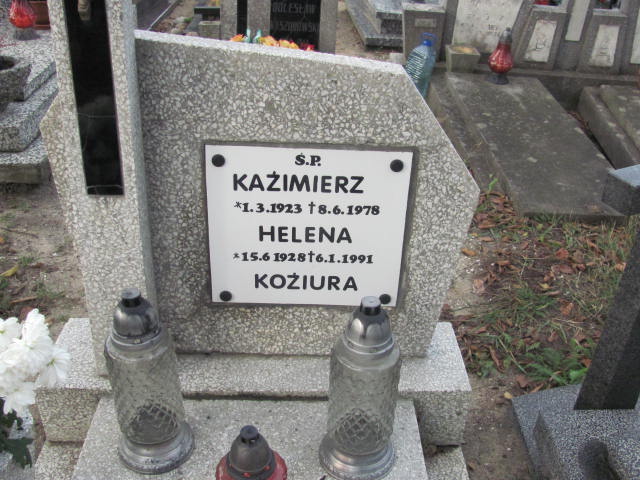 Ś.P.
KAŻIMIERZ
*1.3.1923 †8.6.1978
HELENA
*15.6 1928 †6.1.1991
KOŻIURA